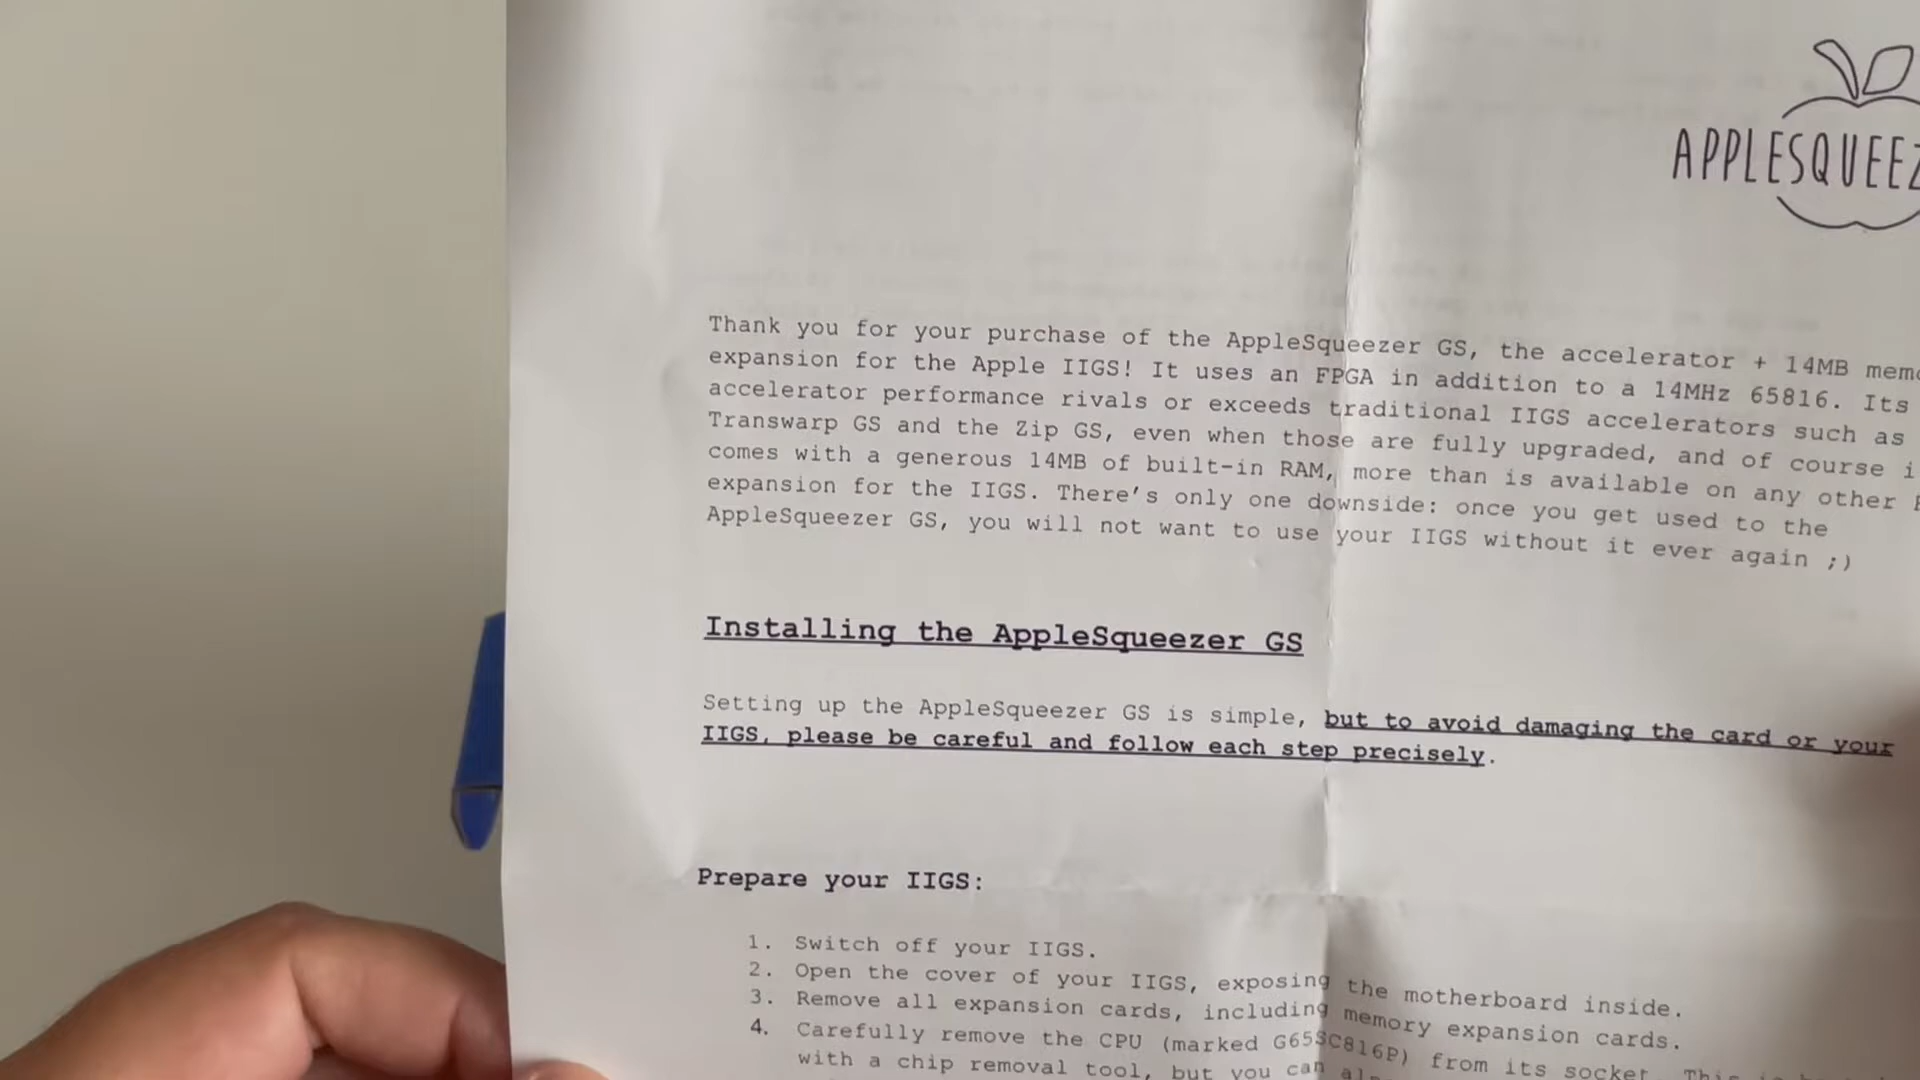 APPLESQUEEZ
Thank you for your purchase of the AppleSqueezer GS, the accelerator + 14MB memo
expansion for the Apple IIGS! It uses an FPGA in addition to a 14MHz 65816. Its
accelerator performance rivals or exceeds traditional IIGS accelerators such as
Transwarp GS and the Zip GS, even when those are fully upgraded, and of course i
comes with a generous 14MB of built-in RAM, more than is available on any other
expansion for the IIGS. There's only one downside: once you get used to the
AppleSqueezer GS, you will not want to use your IIGS without it ever again ;)
Installing the AppleSqueezer GS
Setting up the AppleSqueezer GS is simple, but to avoid damaging the card or your
IIGS, please be careful and follow each step precisely.
Prepare your IIGS:
1. Switch off your IIGS.
2. Open the cover of your IIGS, exposing the motherboard inside.
3. Remove all expansion cards, including memory expansion cards.
4. Carefully remove the CPU (marked G65SC816P) from its socket. This
with a chip removal tool, but you can